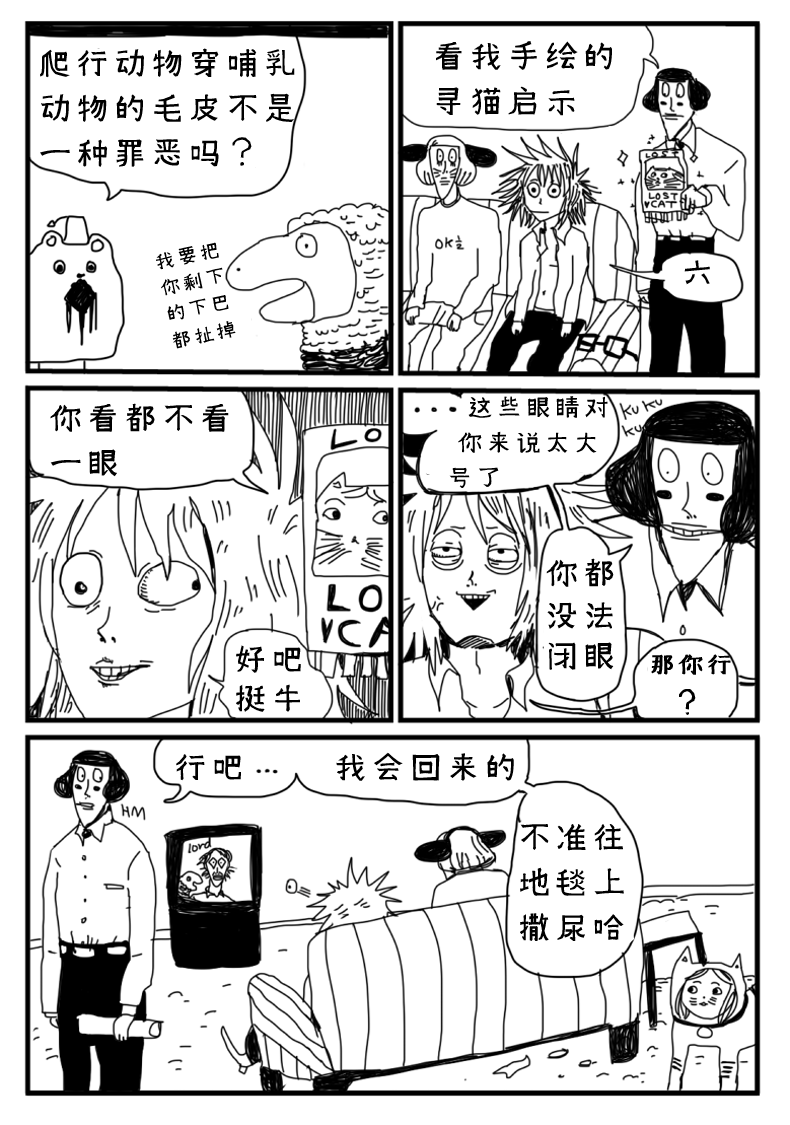 爬行动物穿哺乳
动物的毛皮不是
一种罪恶吗？
我要把
你剩下
的下巴
都扯掉
看我手绘的
寻猫启示
LOST
LOST
CAT
OK
六
你看都不看
一眼
LO
LO
CA
好吧
挺牛
...这些眼睛对
你来说太大
号了
KU KU
KU
你都
没法
闭眼
那你行
？
行吧...
我会回来的
HM
lord
不准往
地毯上
撒尿哈